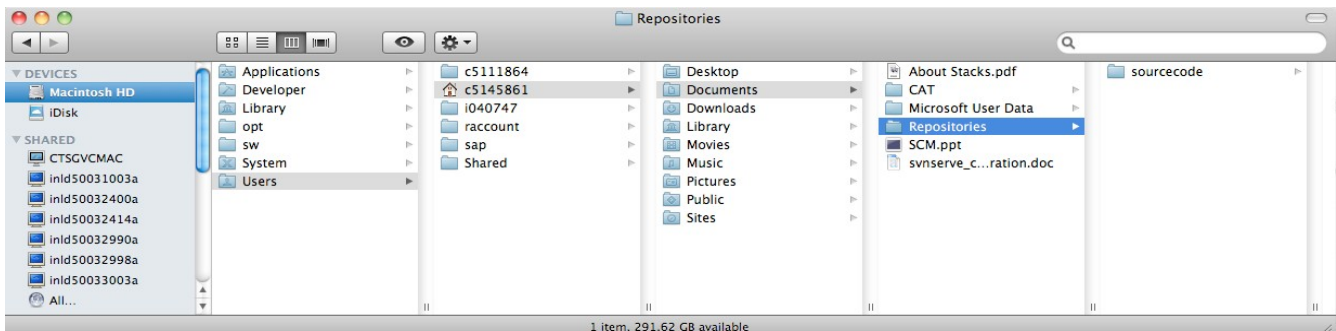 Repositories
DEVICES
Macintosh HD
iDisk
SHARED
CTSGVCMAC
inld50031003a
inld50032400a
inld50032414a
inld50032990a
inld50032998a
inld50033003a
All...
Applications
Developer
Library
opt
sw
System
Users
c5111864
c5145861
i040747
raccount
sap
Shared
Desktop
Documents
Downloads
Library
Movies
Music
Pictures
Public
Sites
About Stacks.pdf
CAT
Microsoft User Data
Repositories
SCM.ppt
svnserve_c...ration.doc
sourcecode
1 item, 291.62 GB available